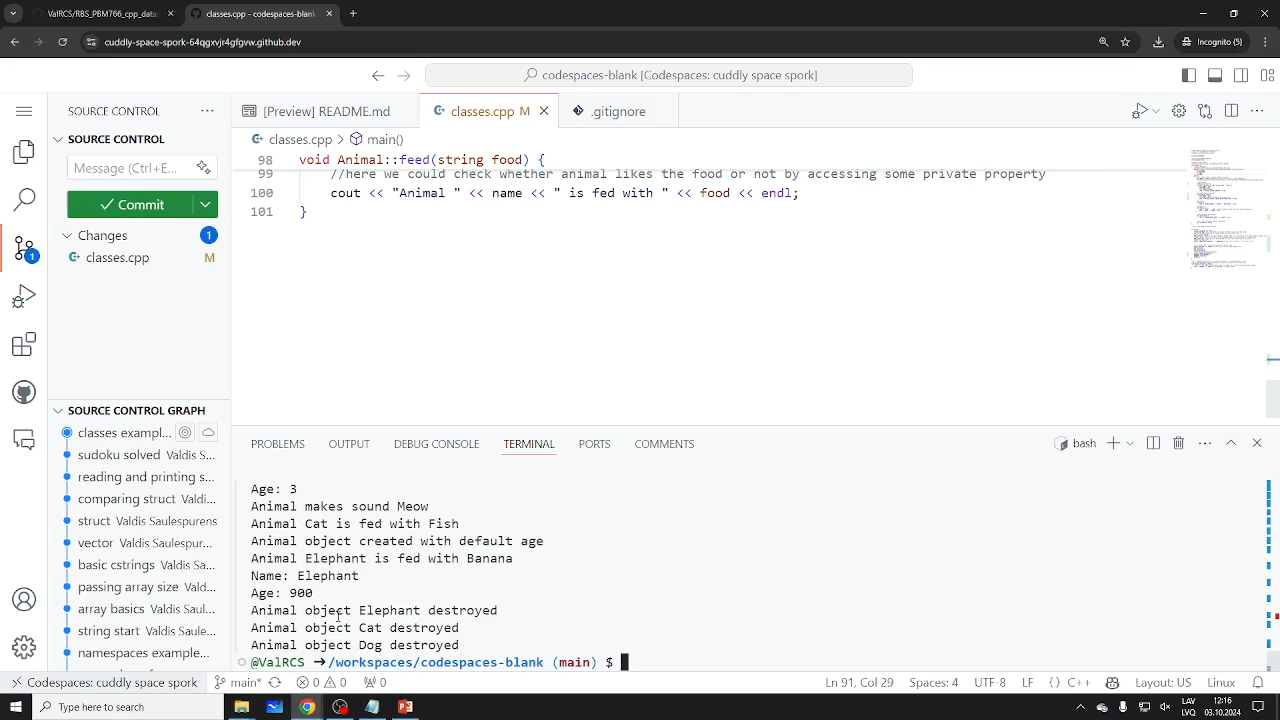 ValRCS/RBS_PBM766_cpp_data
classes.cpp - codespaces-blank
cuddly-space-spork-64qgxvjr4gfgvw.github.dev
Incognito (5)
codespaces-blank [Codespaces: cuddly space spork]
SOURCE CONTROL
[Preview] README.md
classes.cpp M
.gitignore
SOURCE CONTROL
classes.cpp > main()
Message (Ctrl+E...
98 void Animal::feed(string food) {
99 //here we could check whether animal likes the food or not by accessing some private property
100 cout << "Animal " << name << " is fed with " << food << endl;
101 }
Commit
Changes 1
classes.cpp M
1
SOURCE CONTROL GRAPH
classes exampl...
sudoku solved Valdis S...
reading and printing s...
comparing struct Valdi...
struct Valdis Saulespurens
vector Valdis Saulespur...
basic cstrings Valdis Sa...
passing array size Vald...
array basics Valdis Saul...
string start Valdis Saule...
namespaces example...
PROBLEMS OUTPUT DEBUG CONSOLE TERMINAL PORTS COMMENTS
bash
Age: 3
Animal makes sound Meow
Animal Cat is fed with Fish
Animal object created with default age
Animal Elephant is fed with Banana
Name: Elephant
Age: 900
Animal object Elephant destroyed
Animal object Cat destroyed
Animal object Dog destroyed
@ValRCS → /workspaces/codespaces-blank (main) $
Codespaces: cuddly space spork main* 0 0 0
Ln 91, Col 29 Spaces: 4 UTF-8 LF {} C++ Layout: US Linux
Type here to search
LAV
12:16
03.10.2024